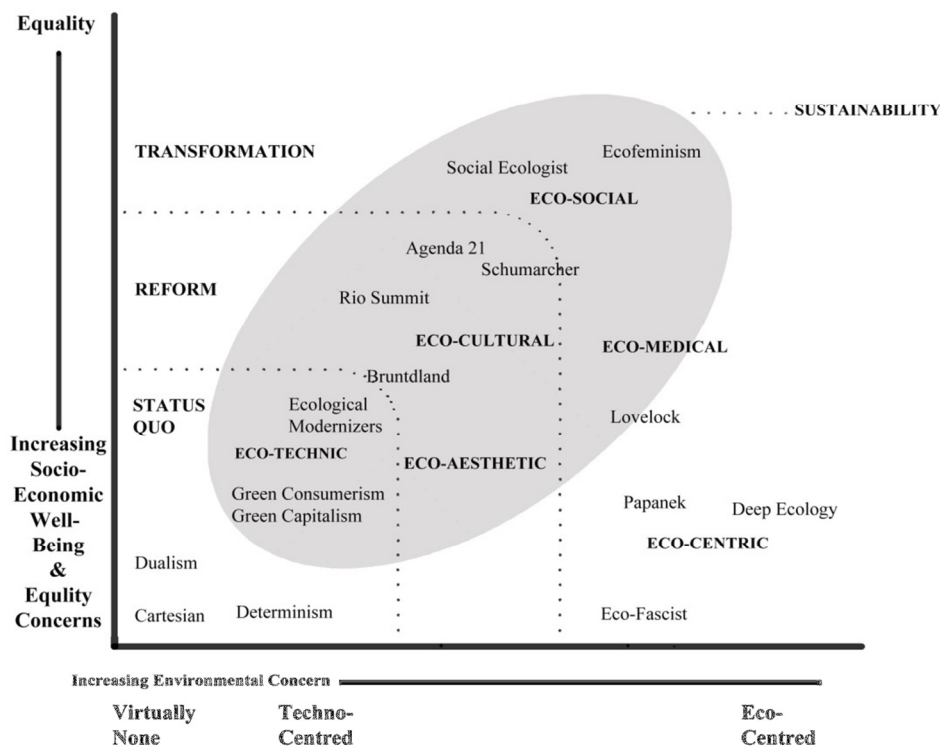 Equality
SUSTAINABILITY
TRANSFORMATION
Ecofeminism
Social Ecologist
ECO-SOCIAL
Agenda 21
Schumarcher
REFORM
Rio Summit
ECO-CULTURAL
ECO-MEDICAL
Bruntdland
STATUS
QUO
Ecological
Modernizers
Lovelock
ECO-TECHNIC
ECO-AESTHETIC
Increasing
Socio-
Economic
Well-
Being
&
Equlity
Concerns
Green Consumerism
Green Capitalism
Papanek
Deep Ecology
ECO-CENTRIC
Dualism
Cartesian
Determinism
Eco-Fascist
Increasing Environmental Concern
Virtually
None
Techno-
Centred
Eco-
Centred